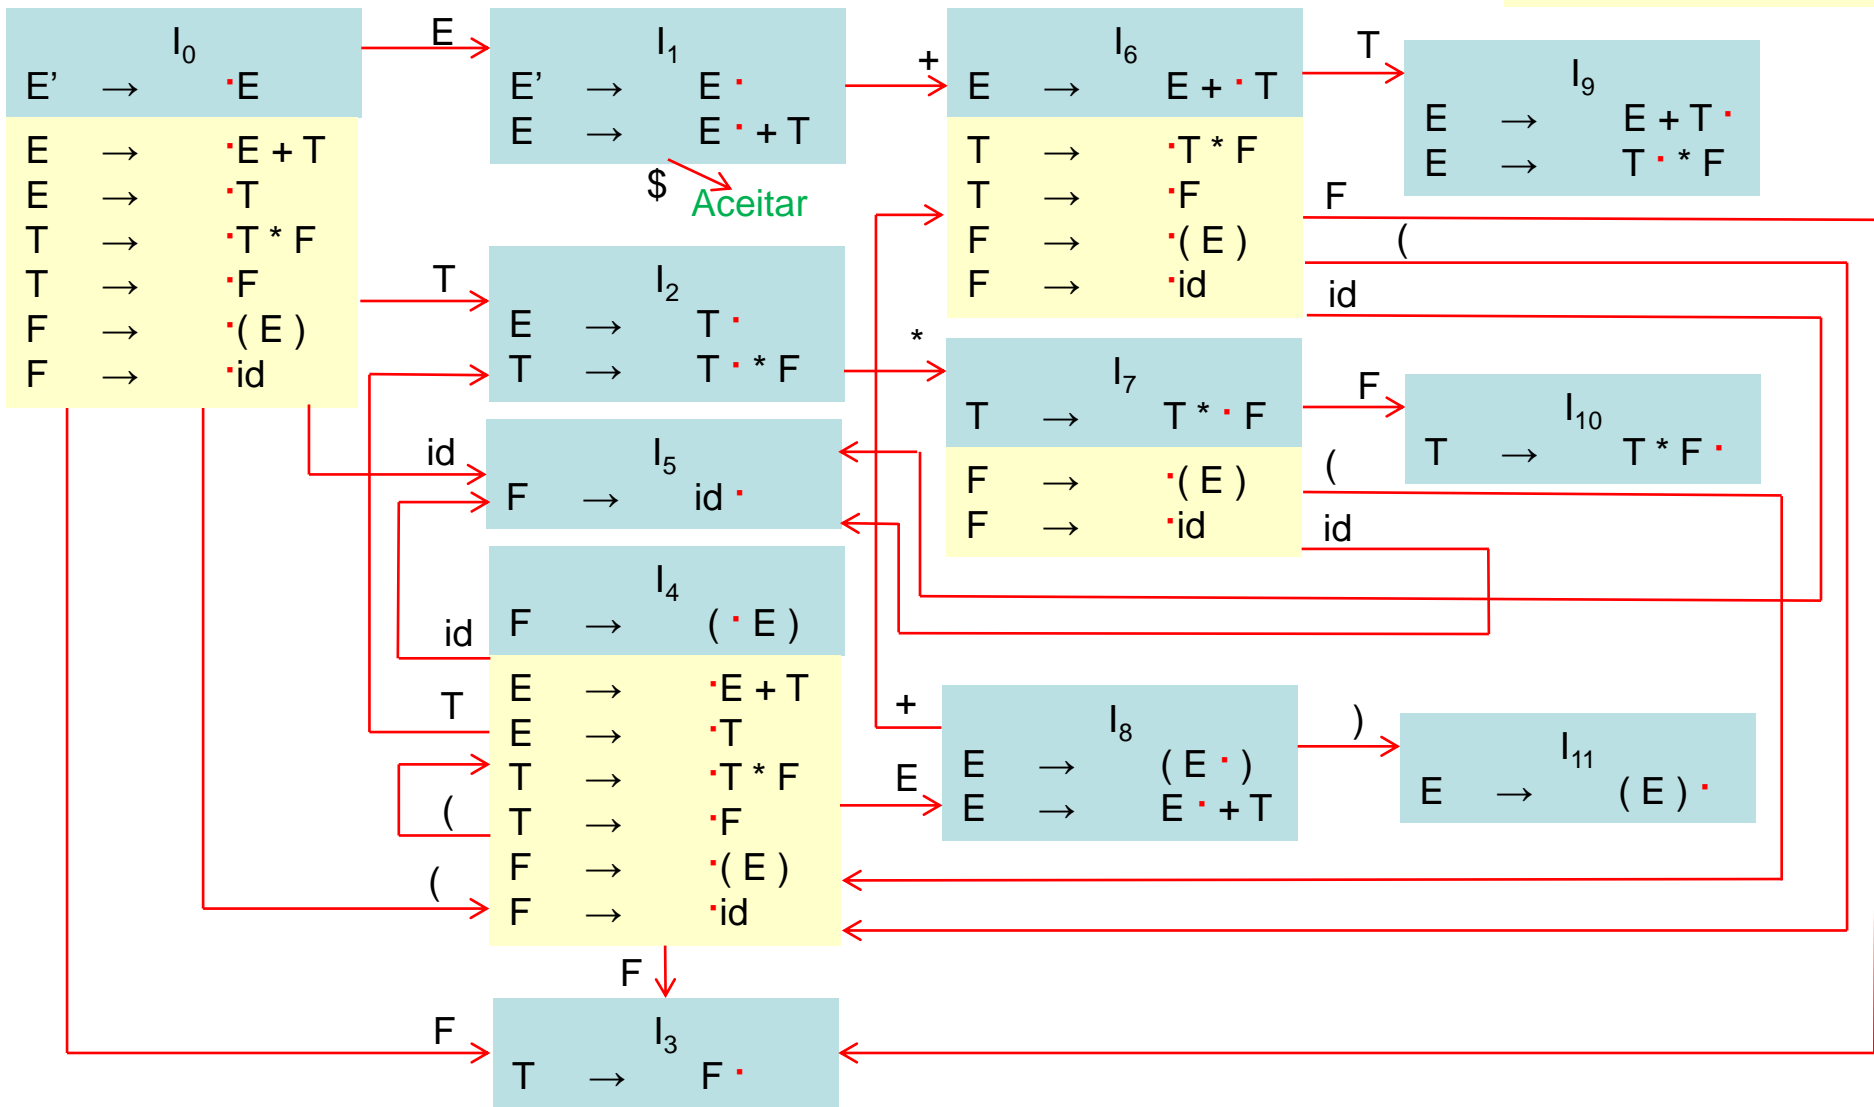 I0
E’ → ·E
E → ·E + T
E → ·T
T → ·T * F
T → ·F
F → ·( E )
F → ·id
E
I1
E’ → E ·
E → E · + T
$
Aceitar
+
I6
E → E + · T
T → ·T * F
T → ·F
F → ·( E )
F → ·id
T
I9
E → E + T ·
E → T · * F
F
(
id
T
I2
E → T ·
T → T · * F
*
I7
T → T * · F
F → ·( E )
F → ·id
F
I10
T → T * F ·
(
id
id
I5
F → id ·
I4
F → ( · E )
E → ·E + T
E → ·T
T → ·T * F
T → ·F
F → ·( E )
F → ·id
id
T
(
(
E
+
I8
E → ( E · )
E → E · + T
)
I11
E → ( E ) ·
F
F
I3
T → F ·